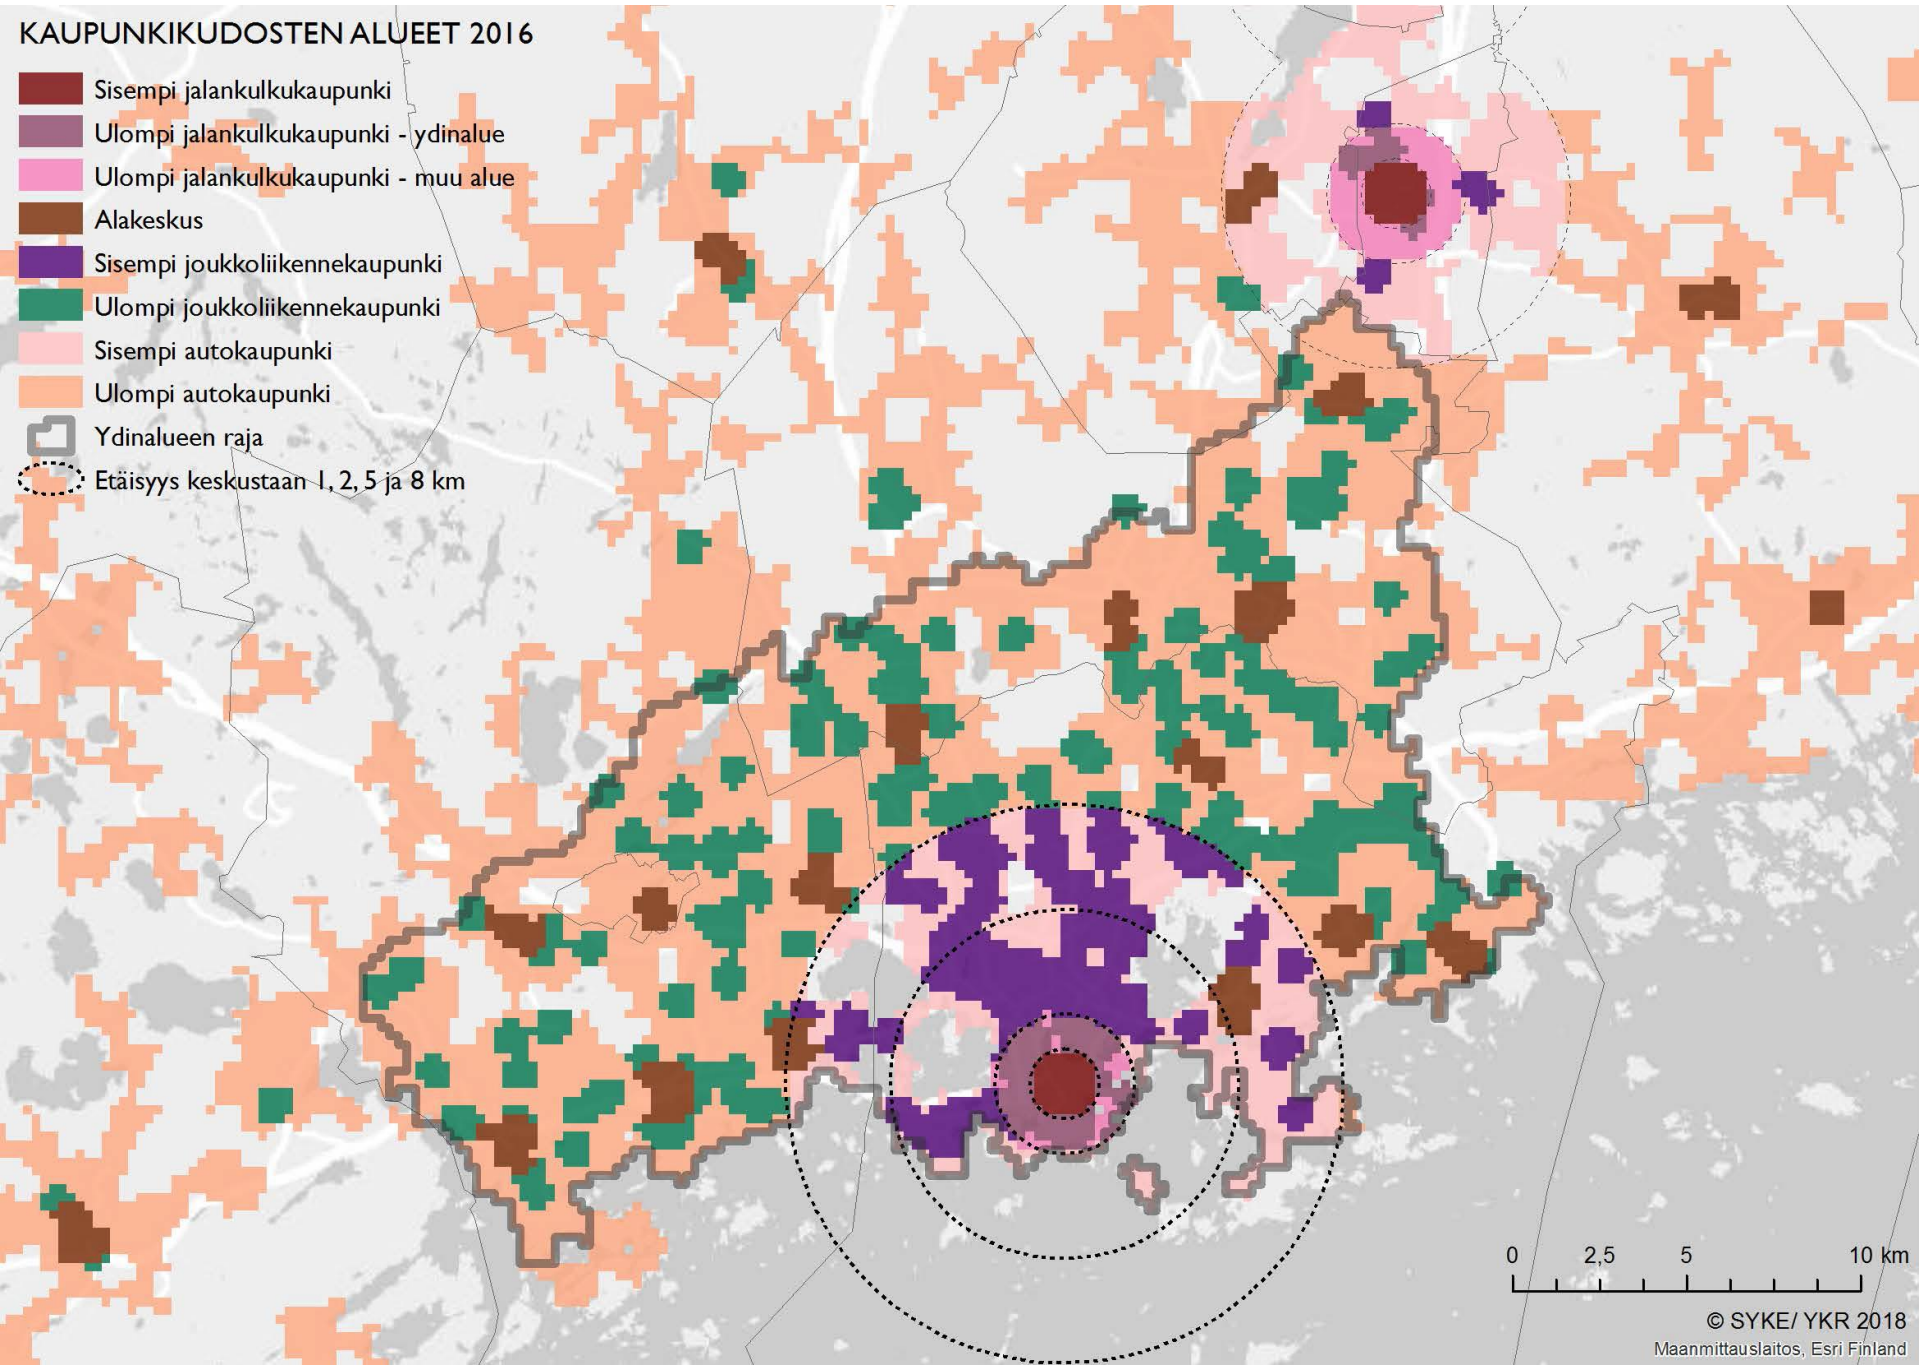 KAUPUNKIKUDOSTEN ALUEET 2016
Sisempi jalankulkukaupunki
Ulompi jalankulkukaupunki - ydinalue
Ulompi jalankulkukaupunki - muu alue
Alakeskus
Sisempi joukkoliikennekaupunki
Ulompi joukkoliikennekaupunki
Sisempi autokaupunki
Ulompi autokaupunki
Ydinalueen raja
Etäisyys keskustaan 1, 2, 5 ja 8 km
0 2,5 5 10 km
© SYKE/ YKR 2018
Maanmittauslaitos, Esri Finland